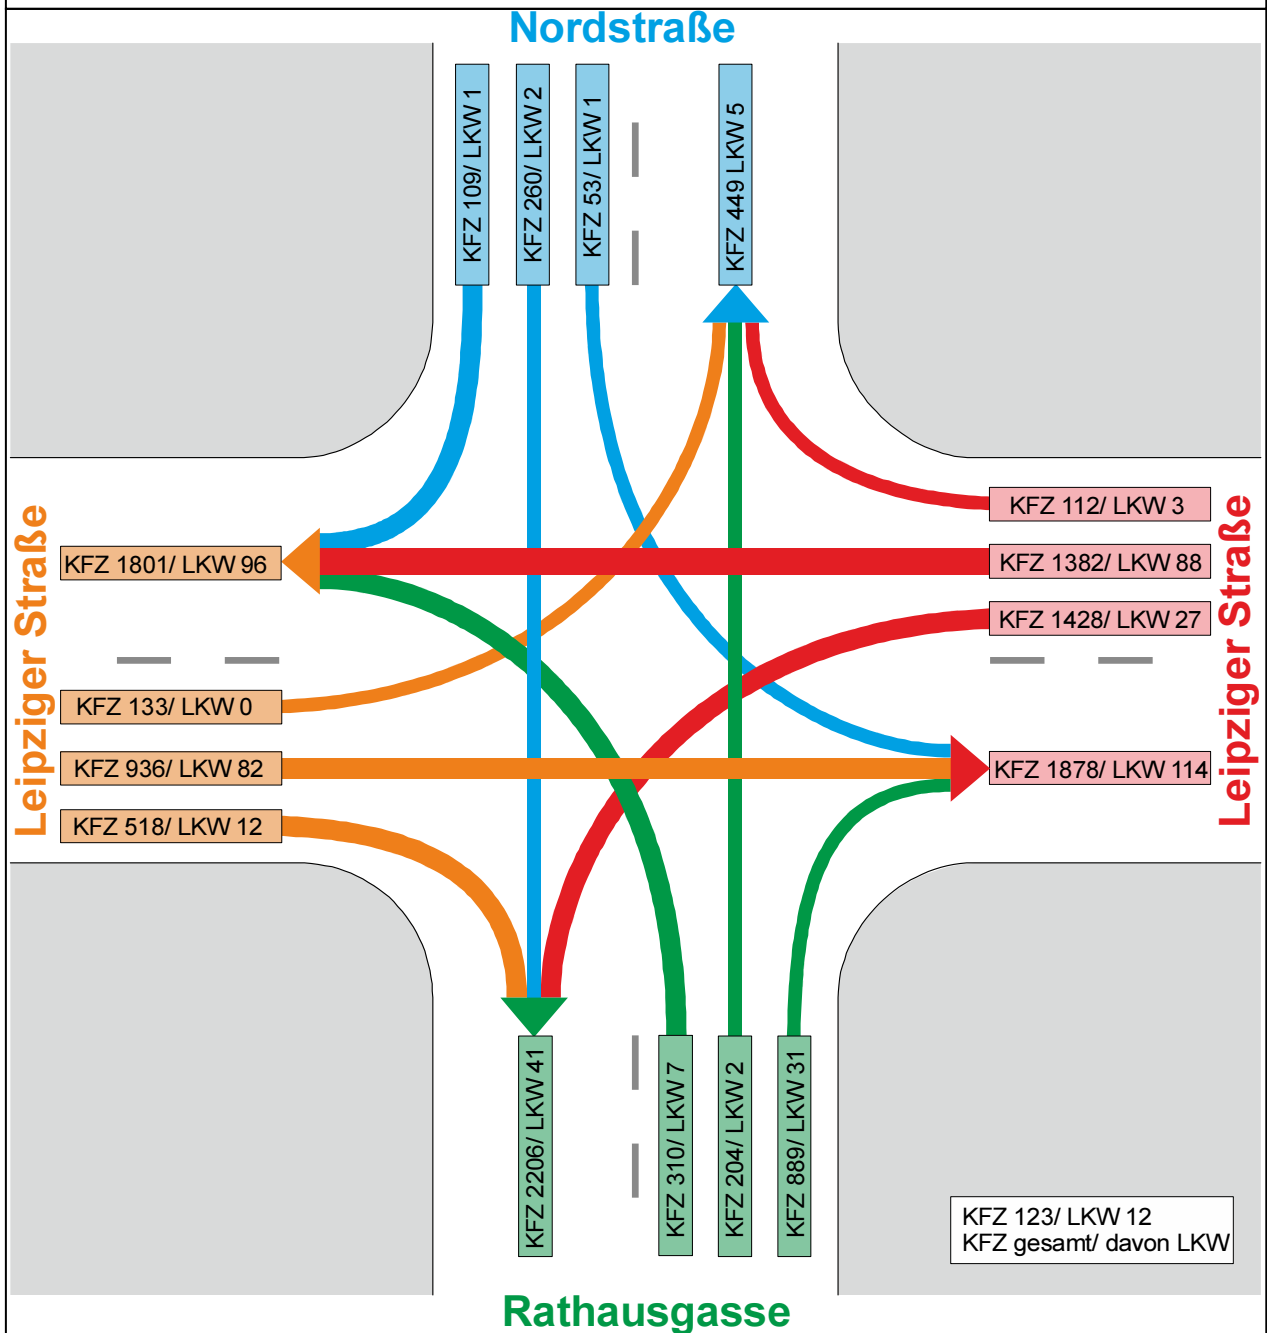 Nordstraße
KFZ 109/ LKW 1
KFZ 260/ LKW 2
KFZ 53/ LKW 1
KFZ 449 LKW 5
Leipziger Straße
KFZ 1801/ LKW 96
KFZ 133/ LKW 0
KFZ 936/ LKW 82
KFZ 518/ LKW 12
KFZ 112/ LKW 3
KFZ 1382/ LKW 88
KFZ 1428/ LKW 27
KFZ 1878/ LKW 114
Leipziger Straße
KFZ 2206/ LKW 41
KFZ 310/ LKW 7
KFZ 204/ LKW 2
KFZ 889/ LKW 31
KFZ 123/ LKW 12
KFZ gesamt/ davon LKW
Rathausgasse